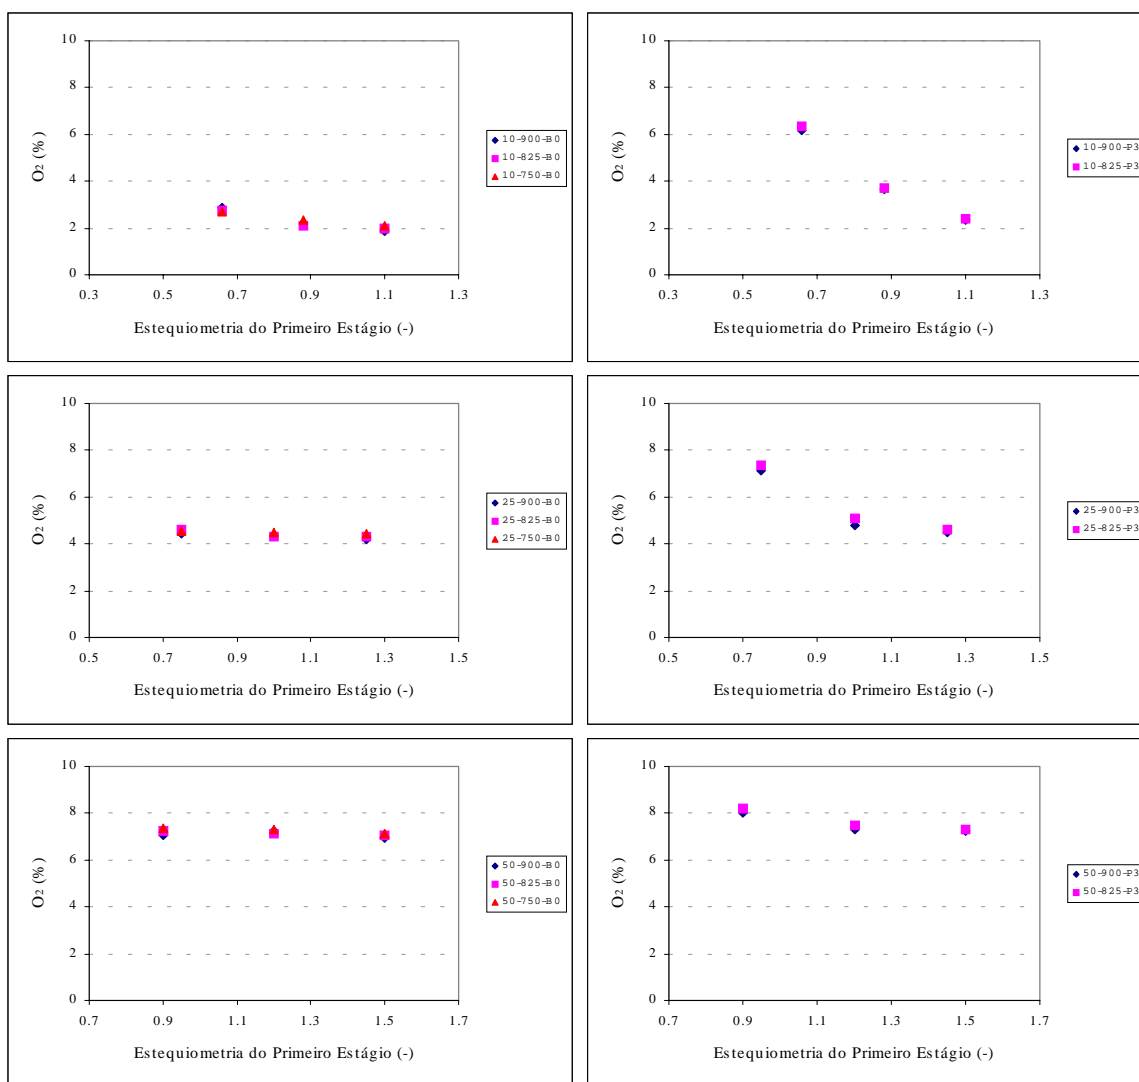 10
8
6
4
2
0
O2 (%)
0.3 0.5 0.7 0.9 1.1 1.3
Estequiometria do Primeiro Estágio (-)
10-900-B0
10-825-B0
10-750-B0
10
8
6
4
2
0
O2 (%)
0.3 0.5 0.7 0.9 1.1 1.3
Estequiometria do Primeiro Estágio (-)
10-900-P3
10-825-P3
10
8
6
4
2
0
O2 (%)
0.5 0.7 0.9 1.1 1.3 1.5
Estequiometria do Primeiro Estágio (-)
25-900-B0
25-825-B0
25-750-B0
10
8
6
4
2
0
O2 (%)
0.5 0.7 0.9 1.1 1.3 1.5
Estequiometria do Primeiro Estágio (-)
25-900-P3
25-825-P3
10
8
6
4
2
0
O2 (%)
0.7 0.9 1.1 1.3 1.5 1.7
Estequiometria do Primeiro Estágio (-)
50-900-B0
50-825-B0
50-750-B0
10
8
6
4
2
0
O2 (%)
0.7 0.9 1.1 1.3 1.5 1.7
Estequiometria do Primeiro Estágio (-)
50-900-P3
50-825-P3